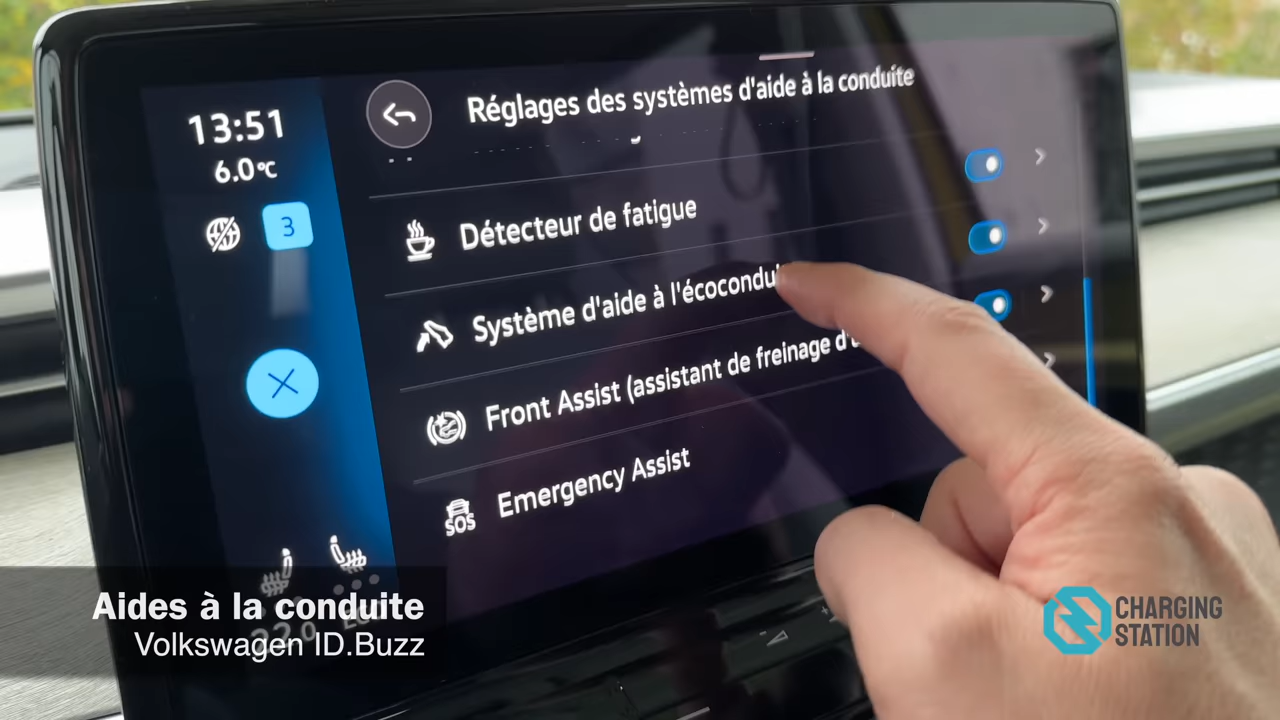 Réglages des systèmes d'aide à la conduite
13:51
6.0°C
3
Détecteur de fatigue
Système d'aide à l'écocondui
Front Assist (assistant de freinage d'u
Emergency Assist
SOS
Aides à la conduite
Volkswagen ID.Buzz
CHARGING
STATION